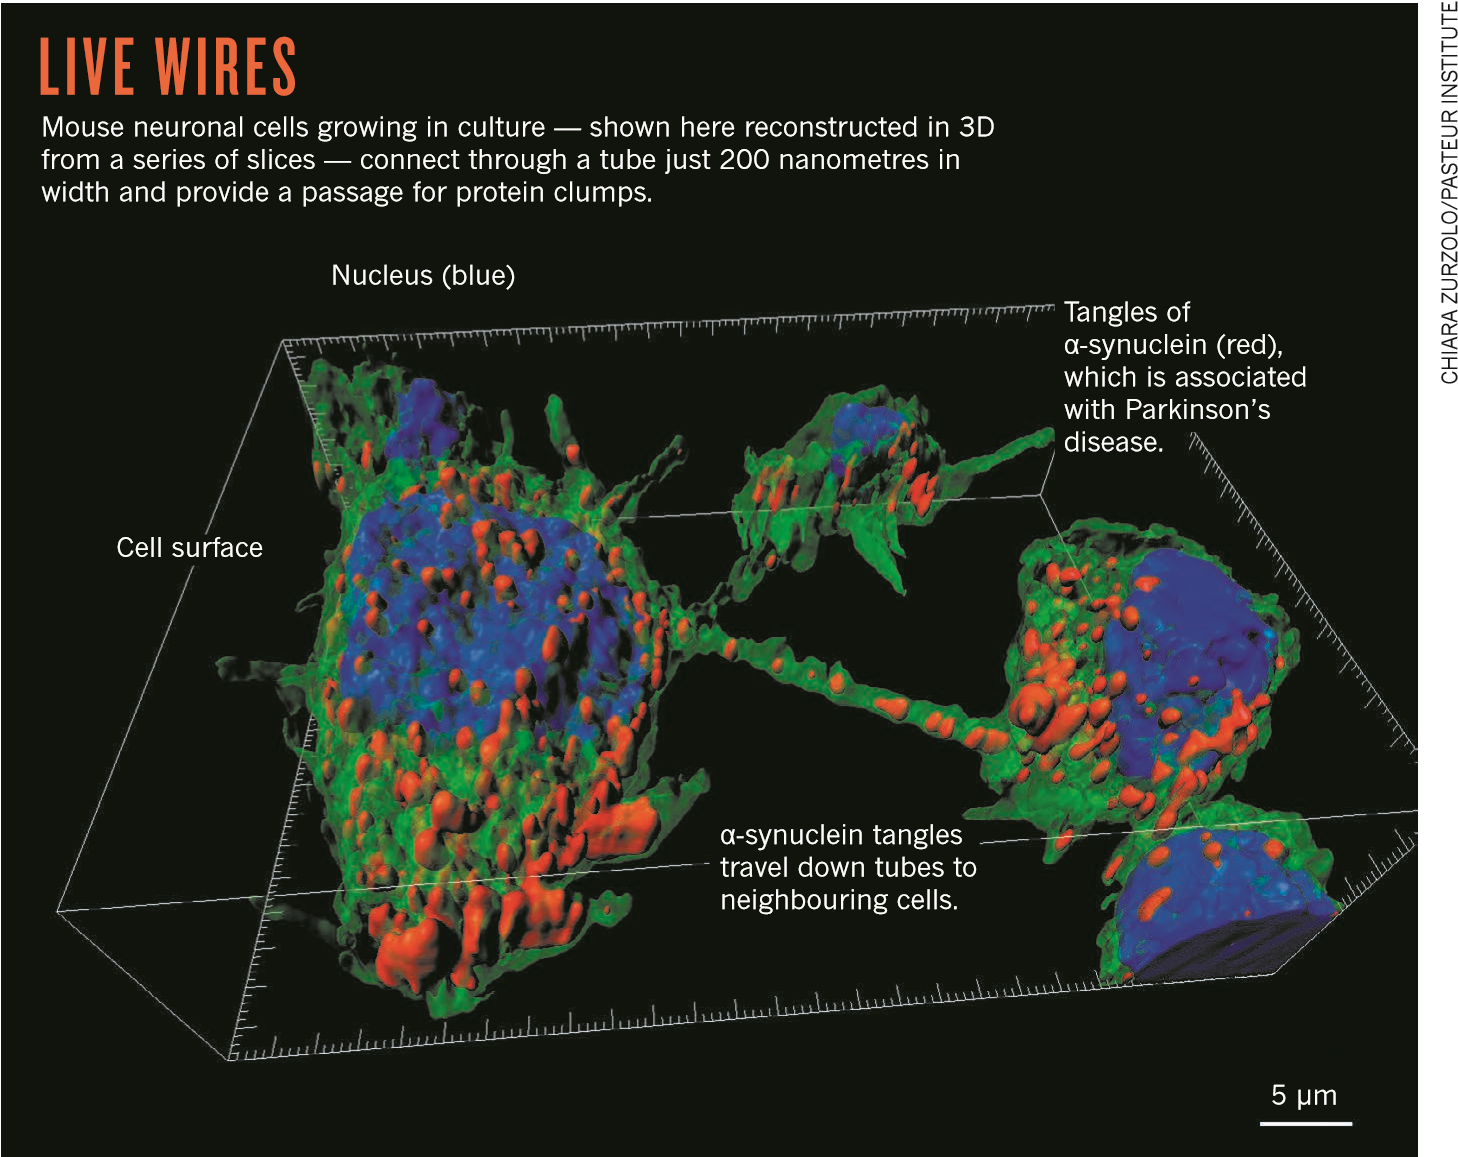 LIVE WIRES
Mouse neuronal cells growing in culture — shown here reconstructed in 3D
from a series of slices — connect through a tube just 200 nanometres in
width and provide a passage for protein clumps.
Nucleus (blue)
Tangles of
α-synuclein (red),
which is associated
with Parkinson’s
disease.
Cell surface
α-synuclein tangles
travel down tubes to
neighbouring cells.
5 µm
CHIARA ZURZOLO/PASTEUR INSTITUTE